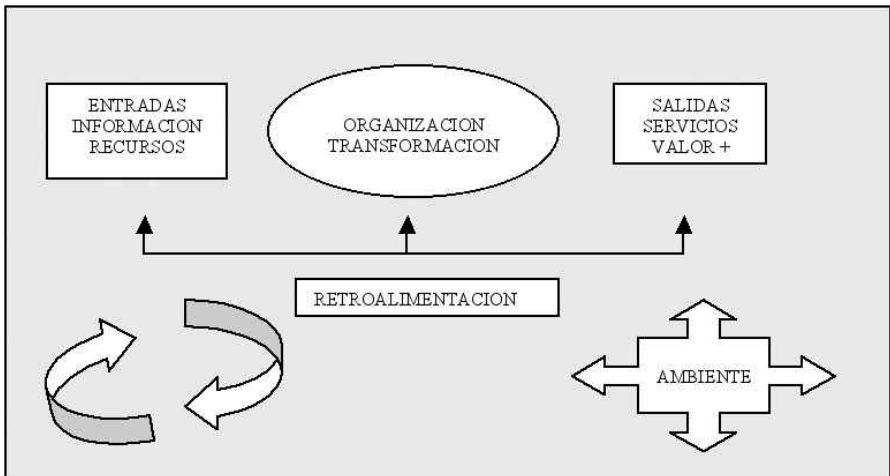 ENTRADAS
INFORMACION
RECURSOS
ORGANIZACION
TRANSFORMACION
SALIDAS
SERVICIOS
VALOR +
RETROALIMENTACION
AMBIENTE